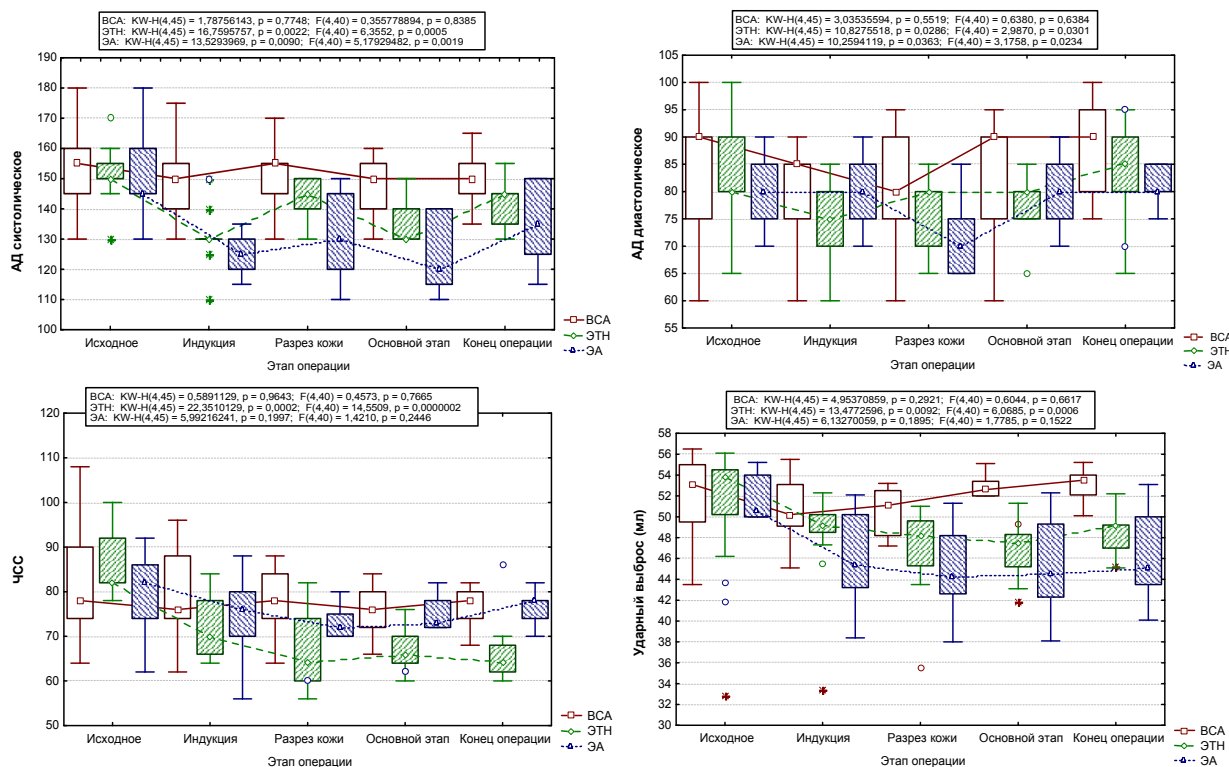 ВСА: KW-H(4,45) = 1,78756143, p = 0,7748; F(4,40) = 0,355778894, p = 0,8385
ЭТН: KW-H(4,45) = 16,7595757, p = 0,0022; F(4,40) = 6,3552, p = 0,0005
ЭА: KW-H(4,45) = 13,5293969, p = 0,0090; F(4,40) = 5,17929482, p = 0,0019
190
180
170
160
150
140
130
120
110
100
АД систолическое
Исходное Индукция Разрез кожи Основной этап Конец операции
Этап операции
ВСА
ЭТН
ЭА
ВСА: KW-H(4,45) = 3,03535594, p = 0,5519; F(4,40) = 0,6380, p = 0,6384
ЭТН: KW-H(4,45) = 10,8275518, p = 0,0286; F(4,40) = 2,9870, p = 0,0301
ЭА: KW-H(4,45) = 10,2594119, p = 0,0363; F(4,40) = 3,1758, p = 0,0234
105
100
95
90
85
80
75
70
65
60
55
АД диастолическое
Исходное Индукция Разрез кожи Основной этап Конец операции
Этап операции
ВСА
ЭТН
ЭА
ВСА: KW-H(4,45) = 0,5891129, p = 0,9643; F(4,40) = 0,4573, p = 0,7665
ЭТН: KW-H(4,45) = 22,3510129, p = 0,0002; F(4,40) = 14,5509, p = 0,0000002
ЭА: KW-H(4,45) = 5,99216241, p = 0,1997; F(4,40) = 1,4210, p = 0,2446
120
110
100
90
80
70
60
50
ЧСС
Исходное Индукция Разрез кожи Основной этап Конец операции
Этап операции
ВСА
ЭТН
ЭА
ВСА: KW-H(4,45) = 4,95370859, p = 0,2921; F(4,40) = 0,6044, p = 0,6617
ЭТН: KW-H(4,45) = 13,4772596, p = 0,0092; F(4,40) = 6,0685, p = 0,0006
ЭА: KW-H(4,45) = 6,13270059, p = 0,1895; F(4,40) = 1,7785, p = 0,1522
58
56
54
52
50
48
46
44
42
40
38
36
34
32
30
Ударный выброс (мл)
Исходное Индукция Разрез кожи Основной этап Конец операции
Этап операции
ВСА
ЭТН
ЭА